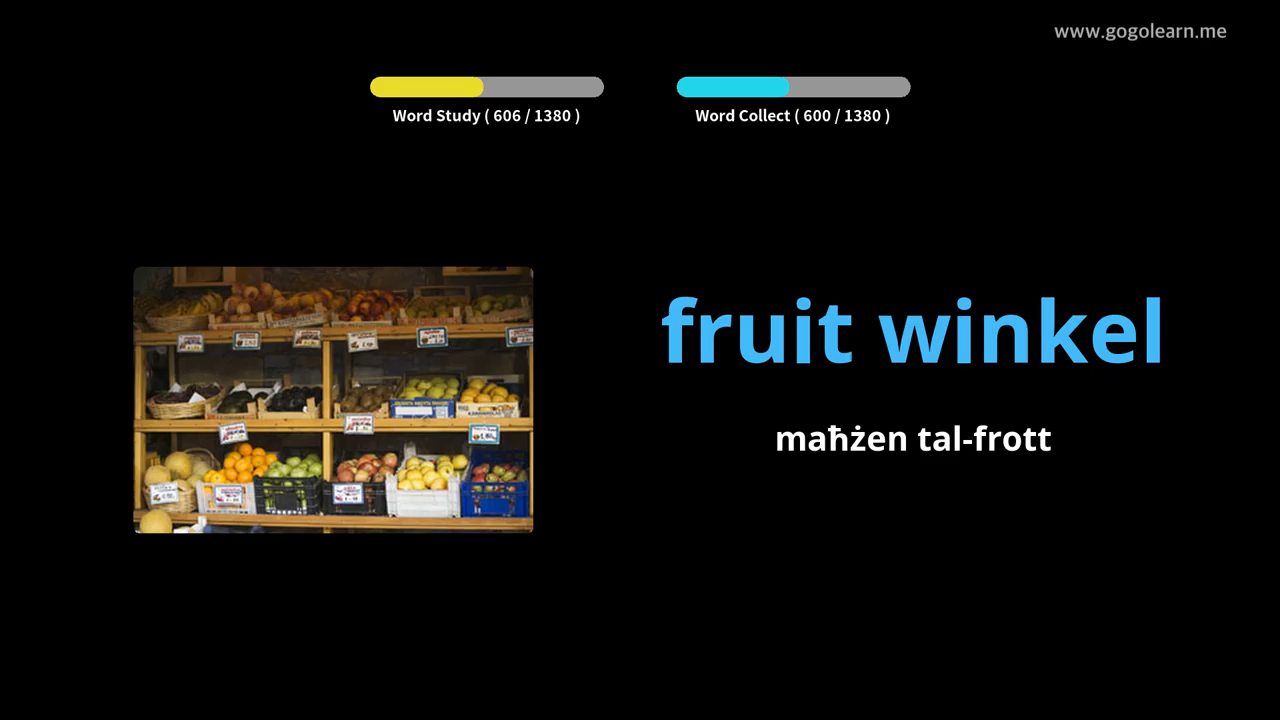 www.gogolearn.me
Word Study ( 606 / 1380 )
Word Collect ( 600 / 1380 )
fruit winkel
maħżen tal-frott